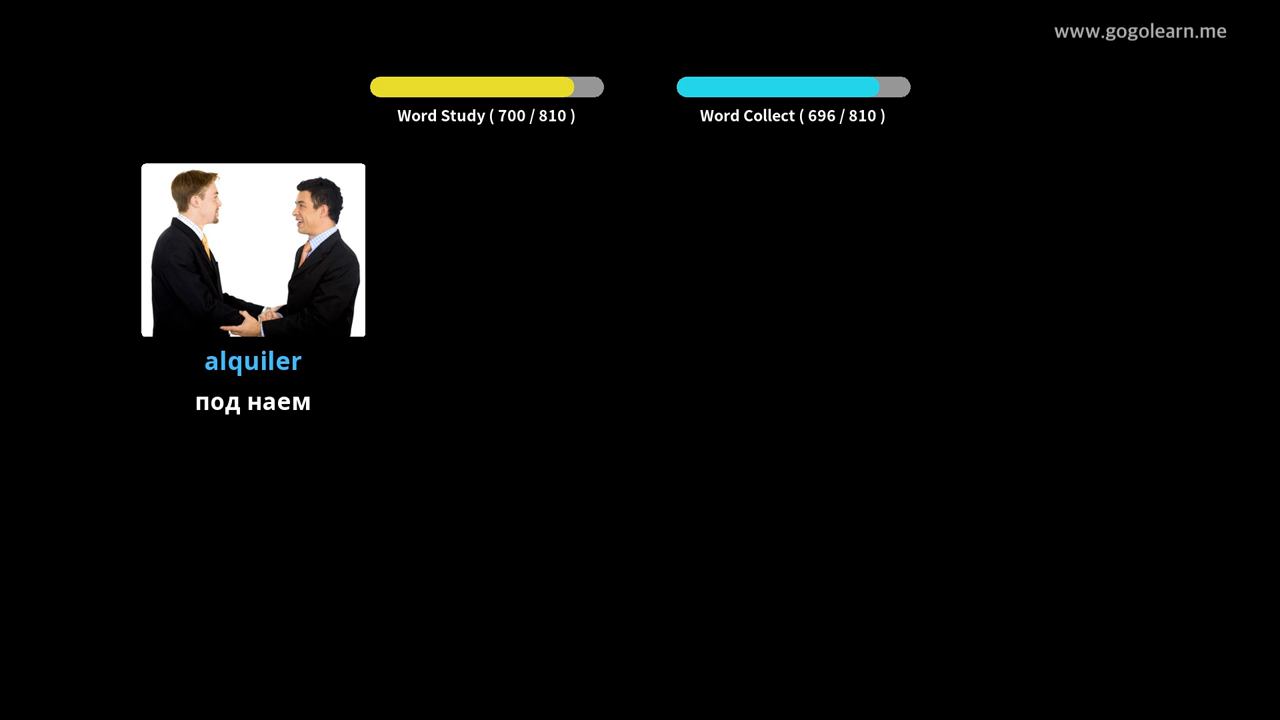 www.gogolearn.me
Word Study ( 700 / 810 )
Word Collect ( 696 / 810 )
alquiler
под наем